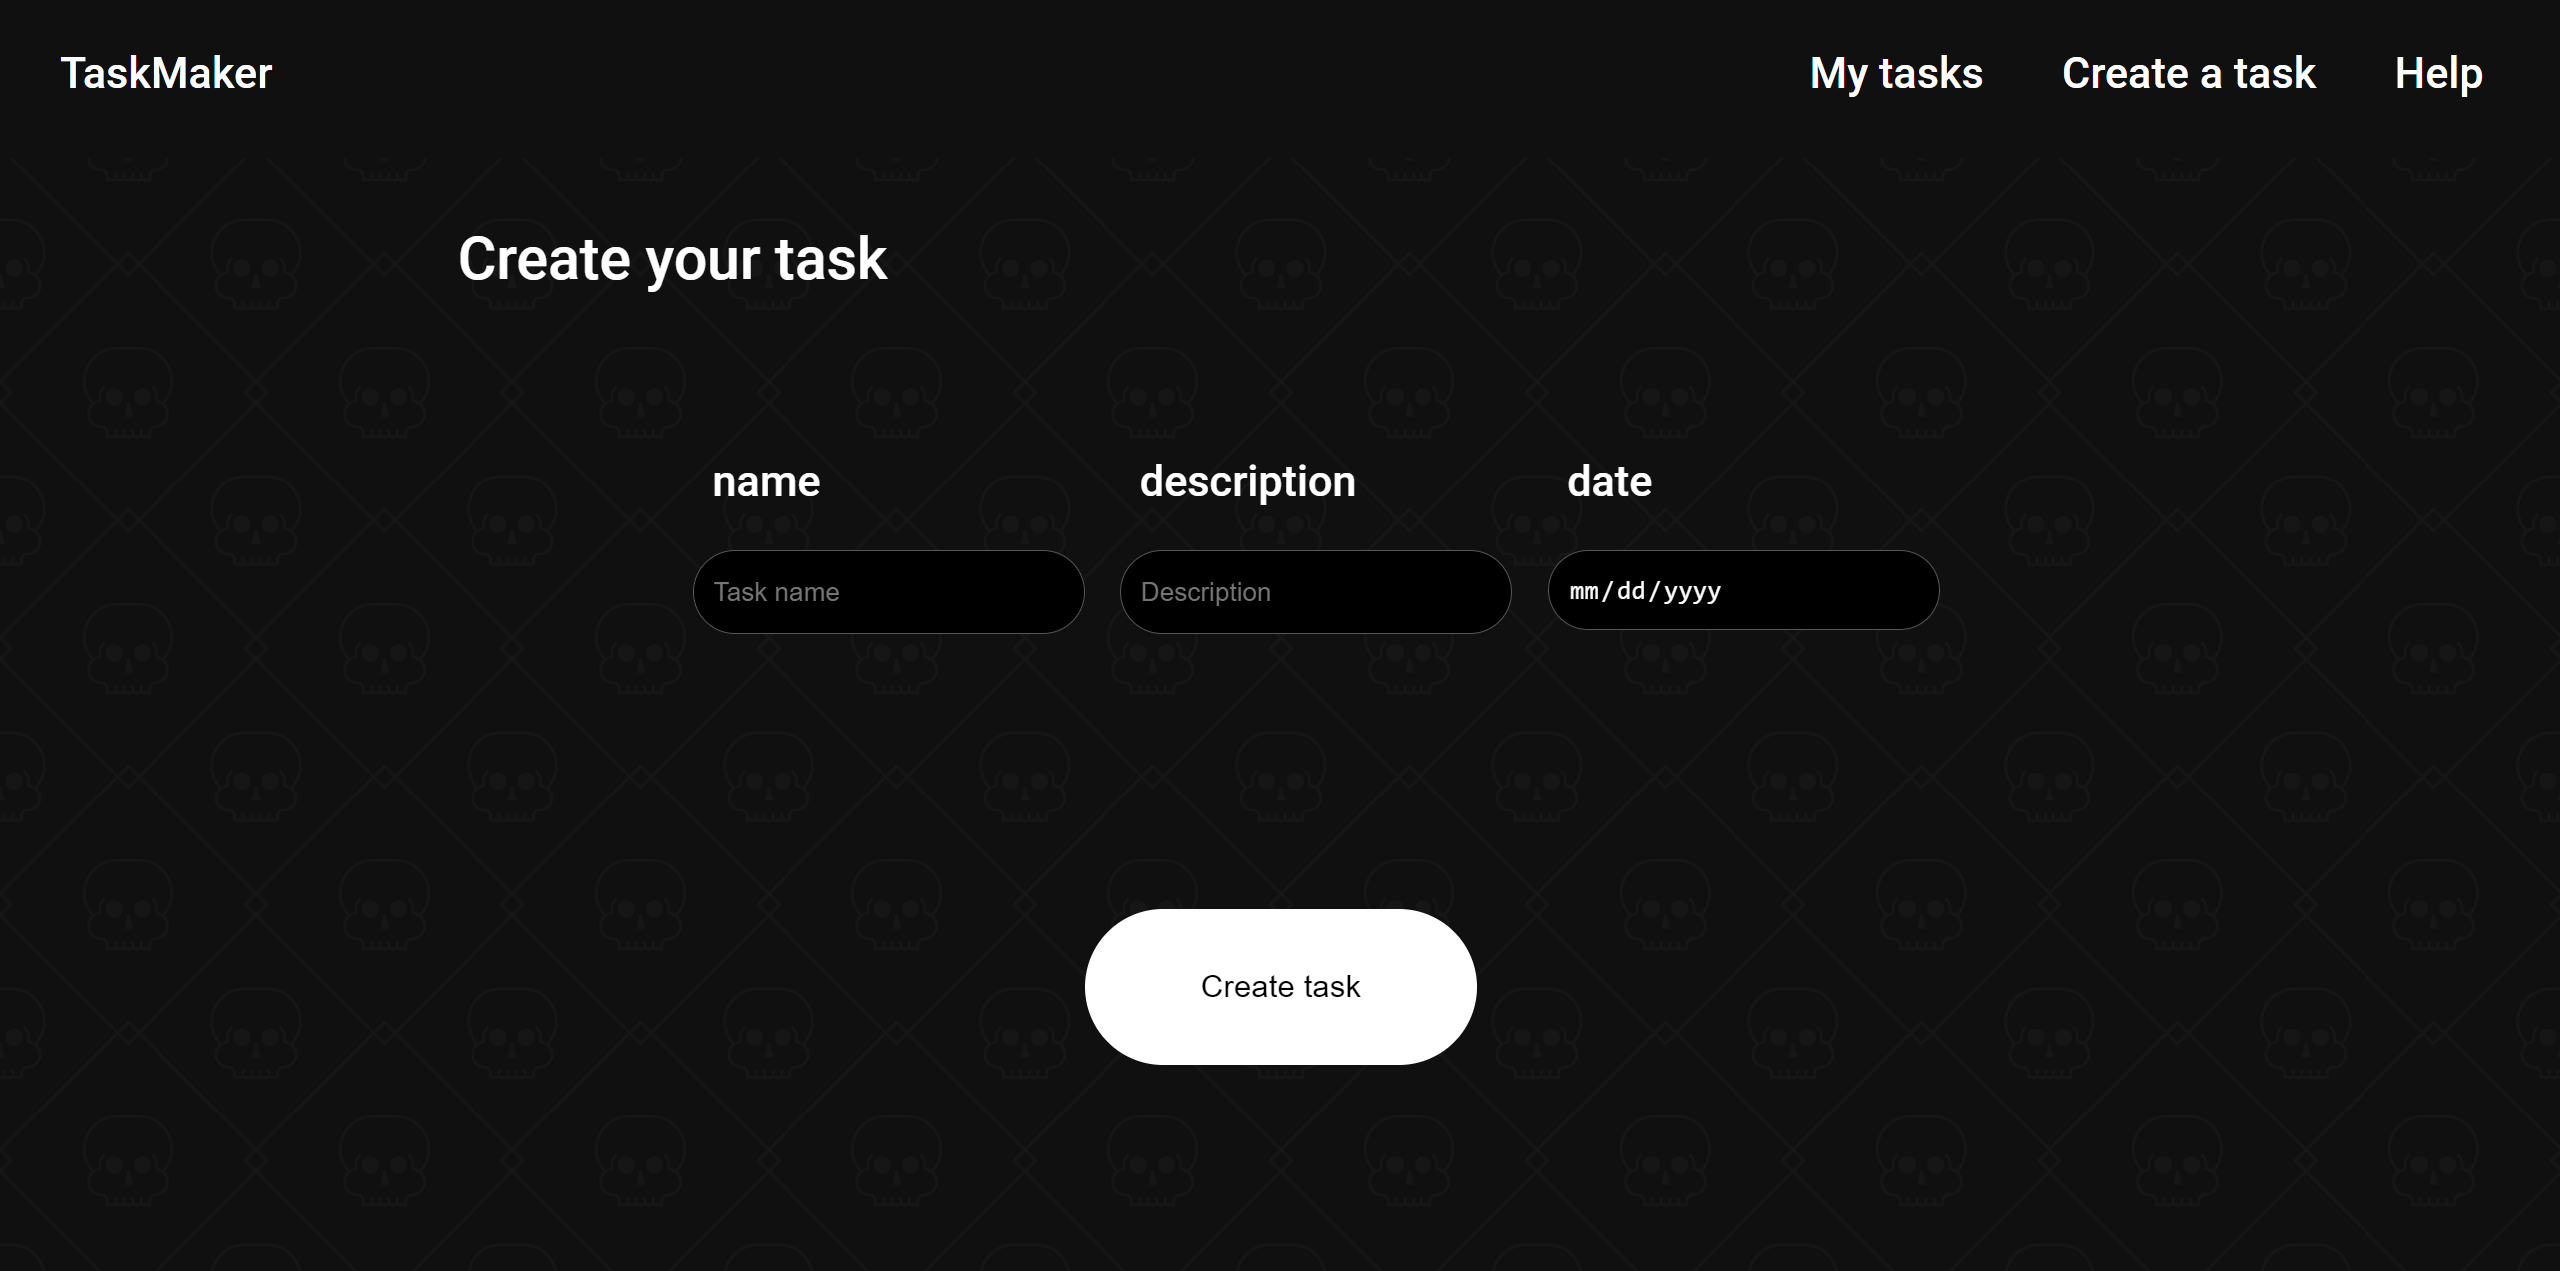 TaskMaker
My tasks Create a task Help
Create your task
name description date
Task name Description mm/dd/yyyy
Create task